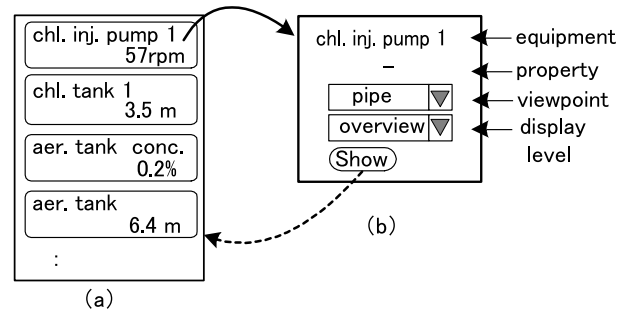 chl. inj. pump 1
57rpm
chl. tank 1
3.5 m
aer. tank conc.
0.2%
aer. tank
6.4 m
:
(a)
chl. inj. pump 1
–
pipe
overview
Show
(b)
equipment
property
viewpoint
display
level